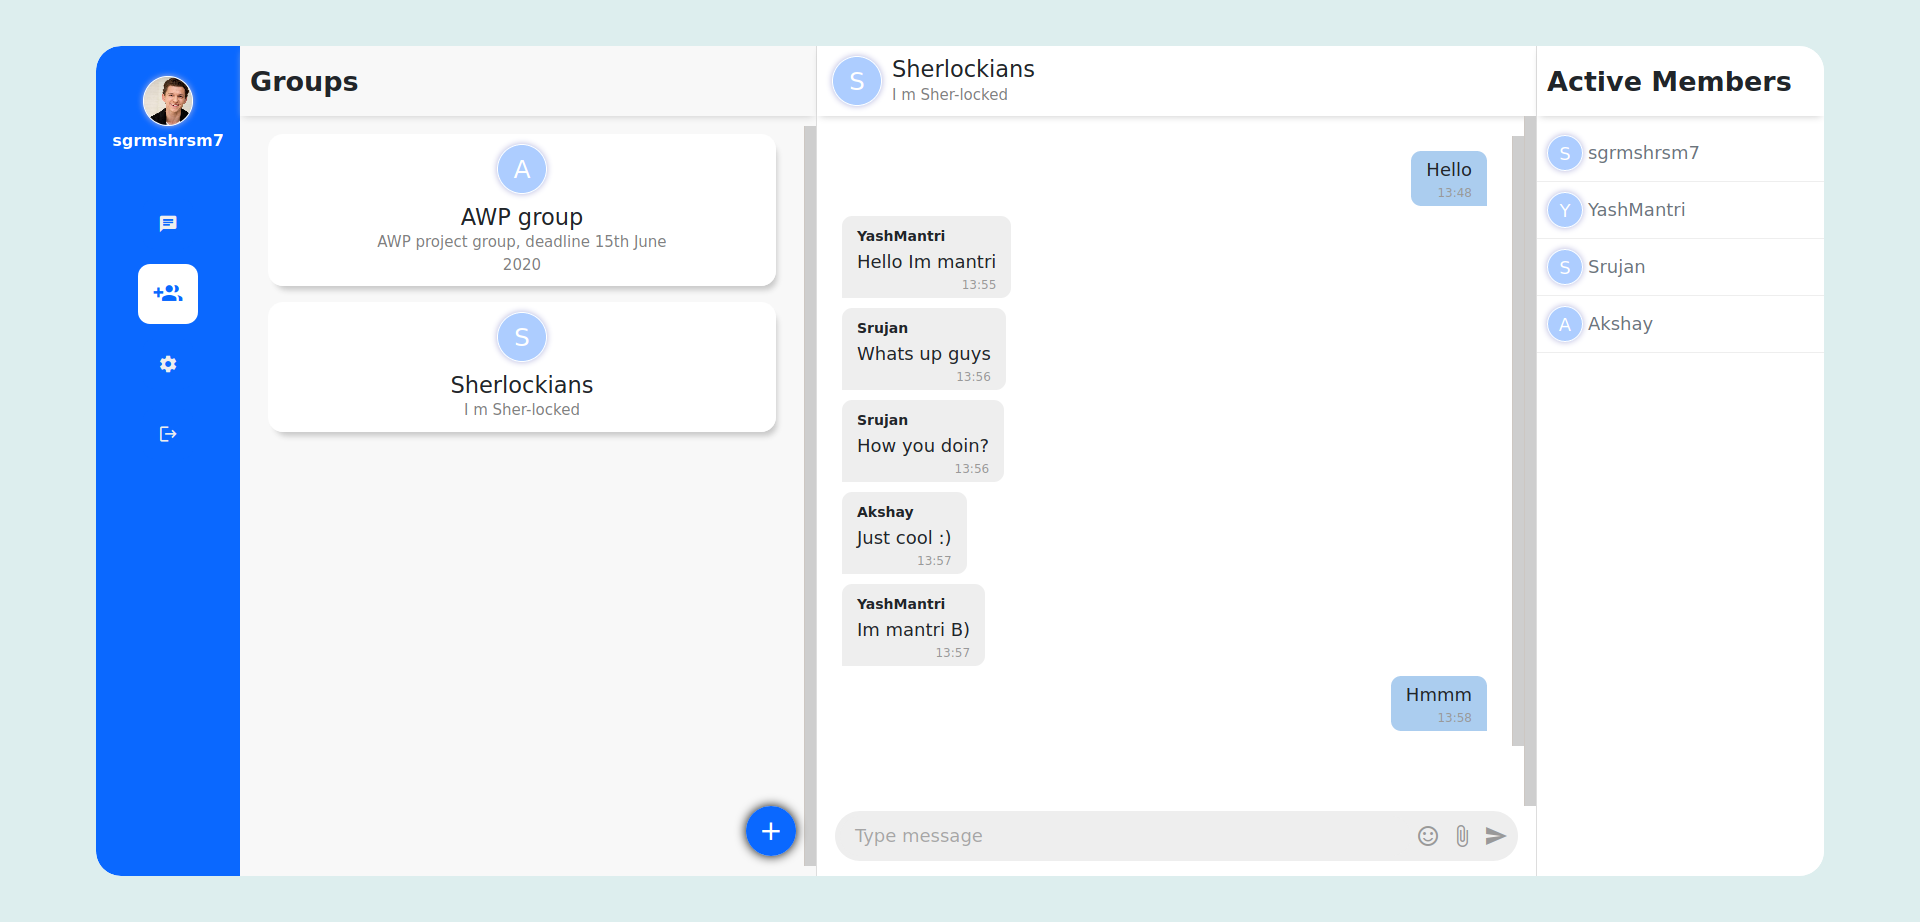 sgrmshrsm7
Groups
A
AWP group
AWP project group, deadline 15th June
2020
S
Sherlockians
I m Sher-locked
+
S
Sherlockians
I m Sher-locked
Hello
13:48
YashMantri
Hello Im mantri
13:55
Srujan
Whats up guys
13:56
Srujan
How you doin?
13:56
Akshay
Just cool :)
13:57
YashMantri
Im mantri B)
13:57
Hmmm
13:58
Type message
Active Members
S sgrmshrsm7
Y YashMantri
S Srujan
A Akshay